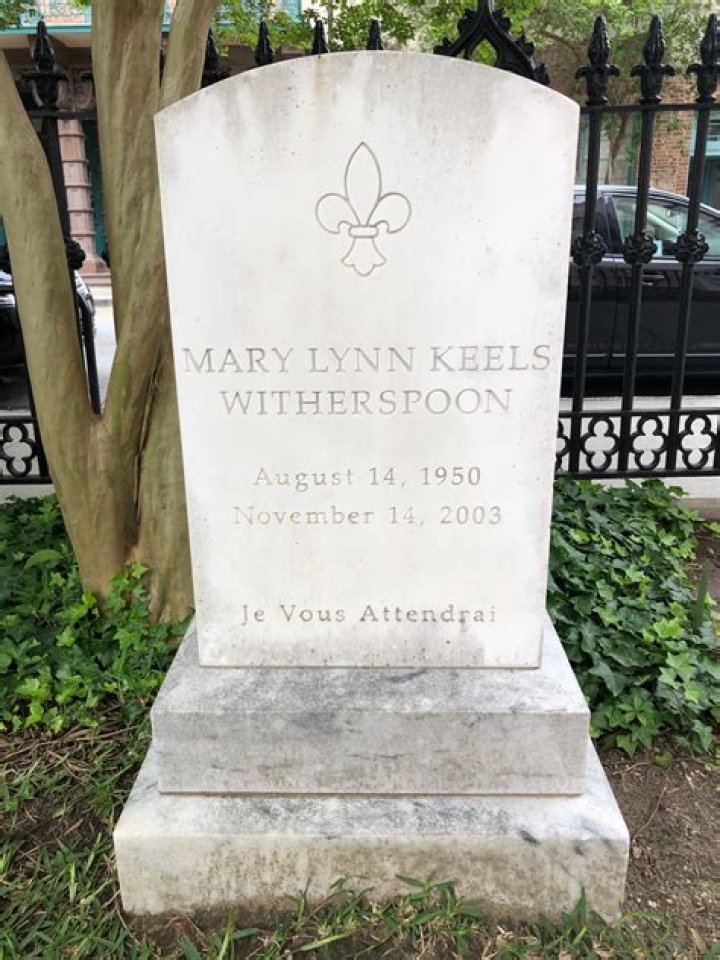 MARY LYNN KEELS
WITHERSPOON
August 14, 1950
November 14, 2003
Je Vous Attendrai